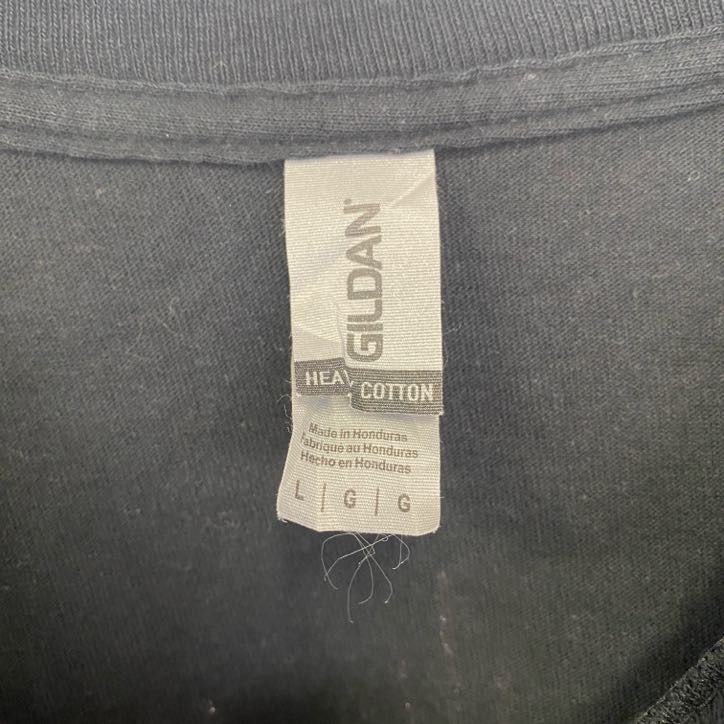 GILDAN®
HEAV COTTON
Made in Honduras
Fabrique au Honduras
Hecho en Honduras
L | G | G